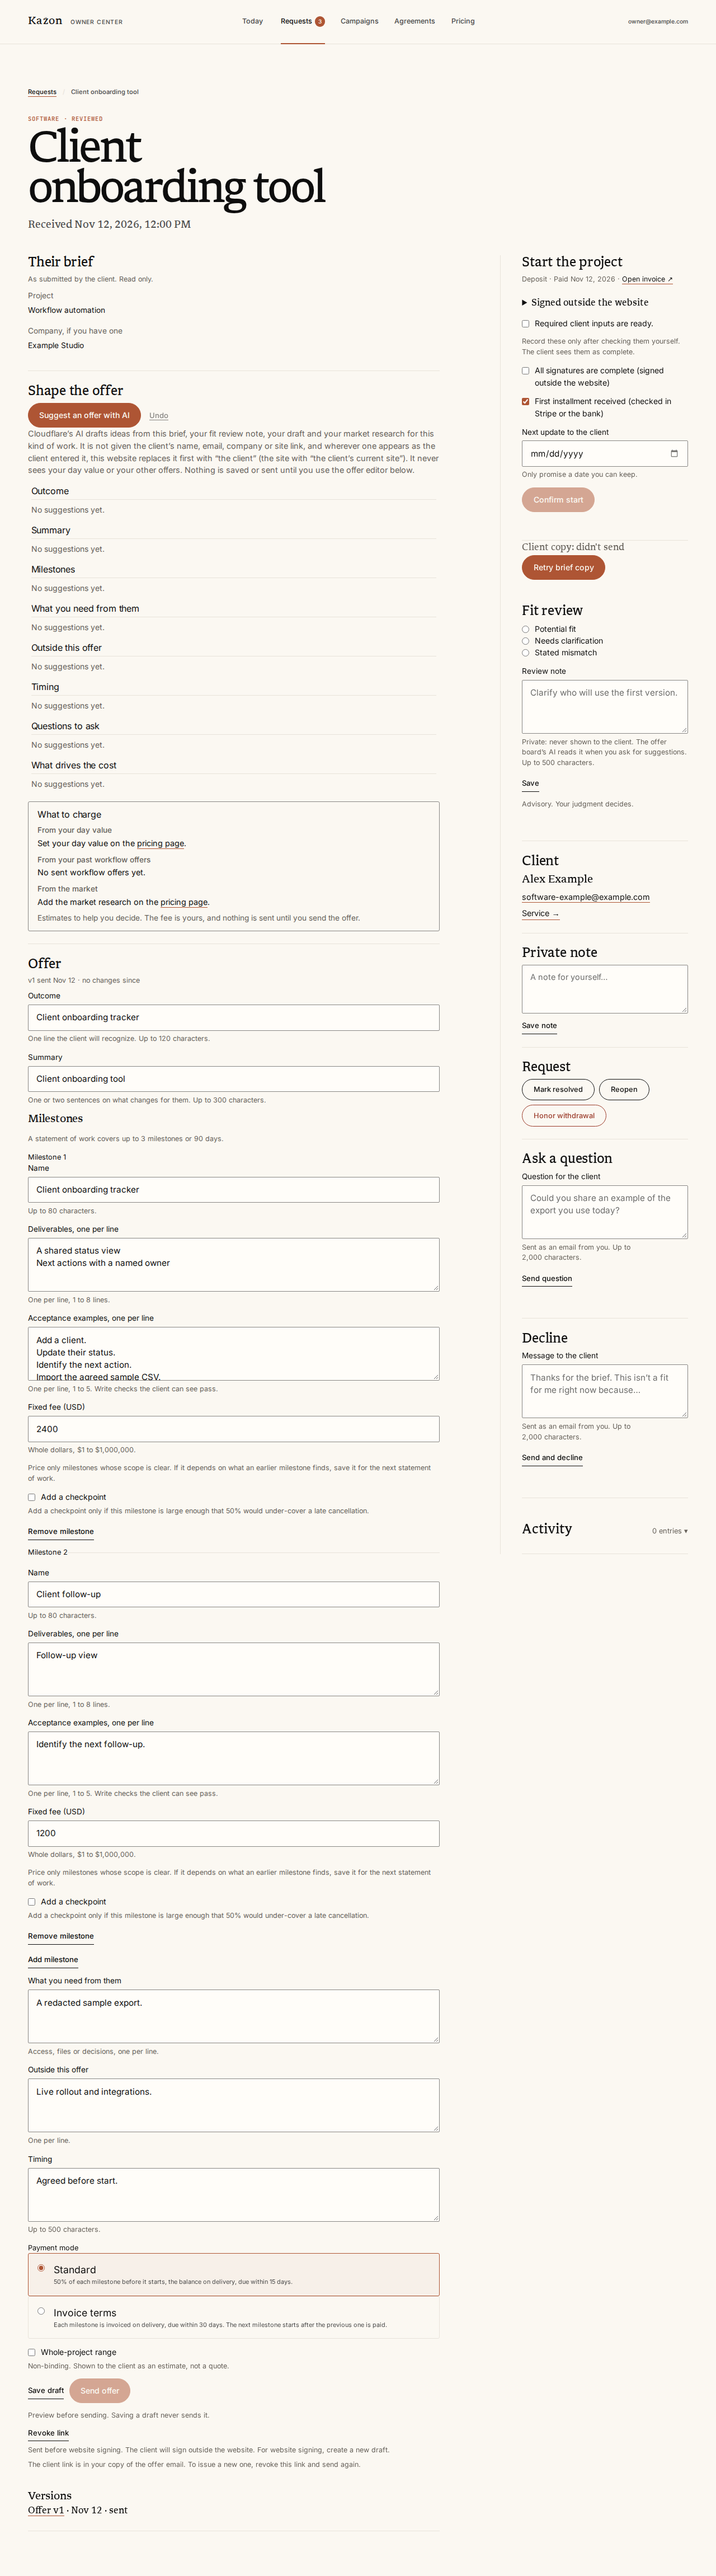 Kazon OWNER CENTER
Today
Requests 3
Campaigns
Agreements
Pricing
owner@example.com
Requests / Client onboarding tool
SOFTWARE · REVIEWED
Client
onboarding tool
Received Nov 12, 2026, 12:00 PM
Their brief
As submitted by the client. Read only.
Project
Workflow automation
Company, if you have one
Example Studio
Shape the offer
Suggest an offer with AI
Undo
Cloudflare's AI drafts ideas from this brief, your fit review note, your draft and your market research for this
kind of work. It is not given the client's name, email, company or site link, and wherever one appears as the
client entered it, this website replaces it first with “the client” (the site with “the client's current site”). It never
sees your day value or your other offers. Nothing is saved or sent until you use the offer editor below.
Outcome
No suggestions yet.
Summary
No suggestions yet.
Milestones
No suggestions yet.
What you need from them
No suggestions yet.
Outside this offer
No suggestions yet.
Timing
No suggestions yet.
Questions to ask
No suggestions yet.
What drives the cost
No suggestions yet.
What to charge
From your day value
Set your day value on the pricing page.
From your past workflow offers
No sent workflow offers yet.
From the market
Add the market research on the pricing page.
Estimates to help you decide. The fee is yours, and nothing is sent until you send the offer.
Offer
v1 sent Nov 12 · no changes since
Outcome
Client onboarding tracker
One line the client will recognize. Up to 120 characters.
Summary
Client onboarding tool
One or two sentences on what changes for them. Up to 300 characters.
Milestones
A statement of work covers up to 3 milestones or 90 days.
Milestone 1
Name
Client onboarding tracker
Up to 80 characters.
Deliverables, one per line
A shared status view
Next actions with a named owner
One per line, 1 to 8 lines.
Acceptance examples, one per line
Add a client.
Update their status.
Identify the next action.
Import the agreed sample CSV.
One per line, 1 to 5. Write checks the client can see pass.
Fixed fee (USD)
2400
Whole dollars, $1 to $1,000,000.
Price only milestones whose scope is clear. If it depends on what an earlier milestone finds, save it for the next statement
of work.
Add a checkpoint
Add a checkpoint only if this milestone is large enough that 50% would under-cover a late cancellation.
Remove milestone
Milestone 2
Name
Client follow-up
Up to 80 characters.
Deliverables, one per line
Follow-up view
One per line, 1 to 8 lines.
Acceptance examples, one per line
Identify the next follow-up.
One per line, 1 to 5. Write checks the client can see pass.
Fixed fee (USD)
1200
Whole dollars, $1 to $1,000,000.
Price only milestones whose scope is clear. If it depends on what an earlier milestone finds, save it for the next statement
of work.
Add a checkpoint
Add a checkpoint only if this milestone is large enough that 50% would under-cover a late cancellation.
Remove milestone
Add milestone
What you need from them
A redacted sample export.
Access, files or decisions, one per line.
Outside this offer
Live rollout and integrations.
One per line.
Timing
Agreed before start.
Up to 500 characters.
Payment mode
Standard
50% of each milestone before it starts, the balance on delivery, due within 15 days.
Invoice terms
Each milestone is invoiced on delivery, due within 30 days. The next milestone starts after the previous one is paid.
Whole-project range
Non-binding. Shown to the client as an estimate, not a quote.
Save draft
Send offer
Preview before sending. Saving a draft never sends it.
Revoke link
Sent before website signing. The client will sign outside the website. For website signing, create a new draft.
The client link is in your copy of the offer email. To issue a new one, revoke this link and send again.
Versions
Offer v1 · Nov 12 · sent
Start the project
Deposit · Paid Nov 12, 2026 · Open invoice ↗
▶ Signed outside the website
Required client inputs are ready.
Record these only after checking them yourself.
The client sees them as complete.
All signatures are complete (signed
outside the website)
First installment received (checked in
Stripe or the bank)
Next update to the client
mm/dd/yyyy
Only promise a date you can keep.
Confirm start
Client copy: didn't send
Retry brief copy
Fit review
Potential fit
Needs clarification
Stated mismatch
Review note
Clarify who will use the first version.
Private: never shown to the client. The offer
board's AI reads it when you ask for suggestions.
Up to 500 characters.
Save
Advisory. Your judgment decides.
Client
Alex Example
software-example@example.com
Service →
Private note
A note for yourself…
Save note
Request
Mark resolved
Reopen
Honor withdrawal
Ask a question
Question for the client
Could you share an example of the
export you use today?
Sent as an email from you. Up to
2,000 characters.
Send question
Decline
Message to the client
Thanks for the brief. This isn't a fit
for me right now because…
Sent as an email from you. Up to
2,000 characters.
Send and decline
Activity
0 entries ▾